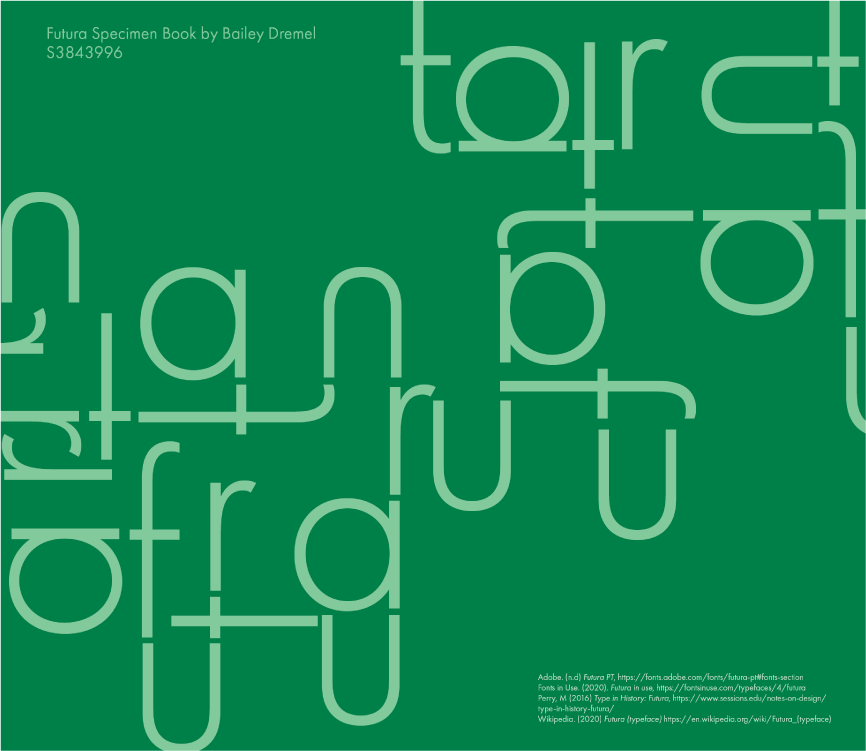 Futura Specimen Book by Bailey Dremel
S3843996
Adobe. (n.d) Futura PT, https://fonts.adobe.com/fonts/futura-pt#fonts-section
Fonts in Use. (2020). Futura in use, https://fontsinuse.com/typefaces/4/futura
Perry, M (2016) Type in History: Futura, https://www.sessions.edu/notes-on-design/
type-in-history-futura/
Wikipedia. (2020) Futura (typeface) https://en.wikipedia.org/wiki/Futura_(typeface)